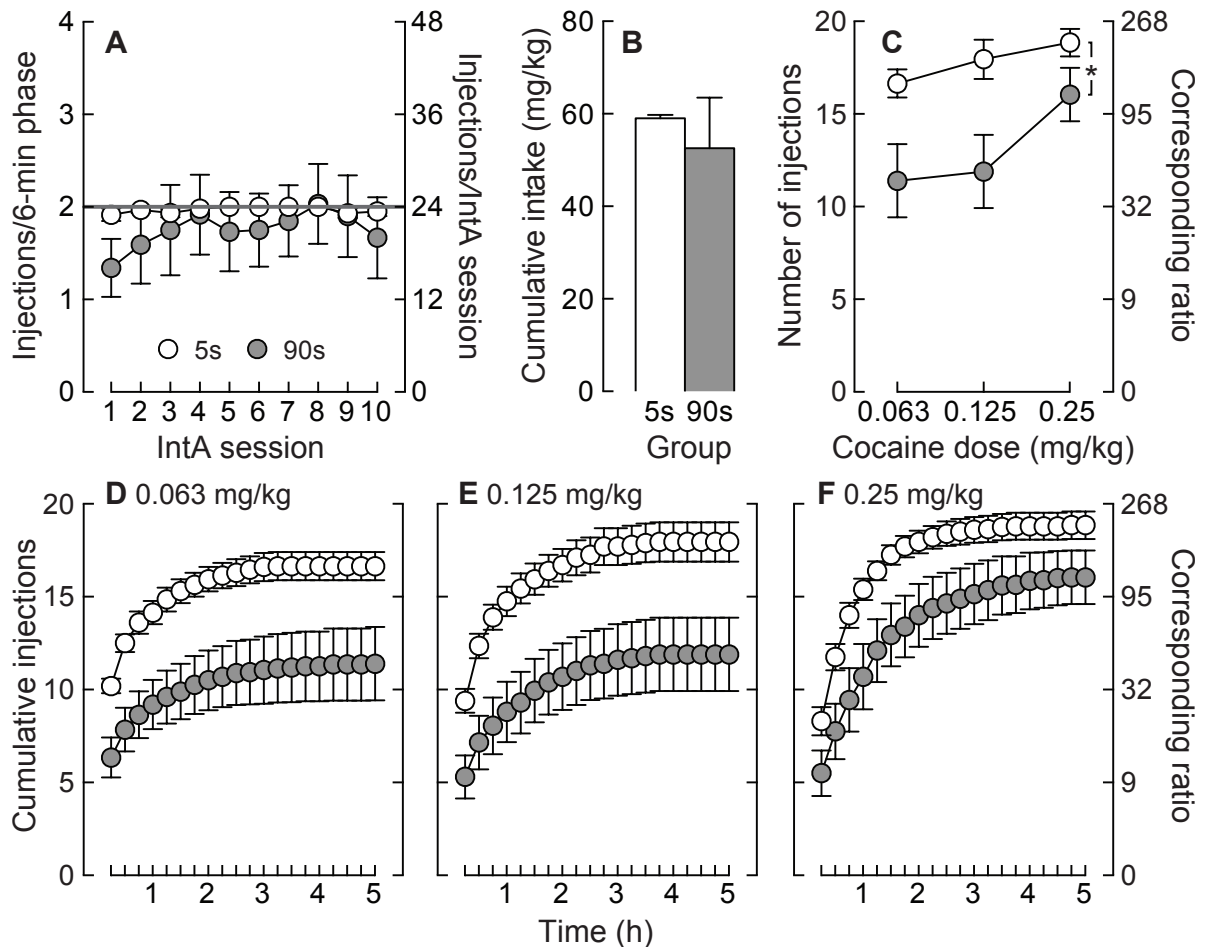 A
Injections/6-min phase
4
3
2
1
0
48
36
24
12
0
Injections/IntA session
5s
90s
1 2 3 4 5 6 7 8 9 10
IntA session
B
Cumulative intake (mg/kg)
80
60
40
20
0
5s 90s
Group
C
Number of injections
20
15
10
5
0
*
268
95
32
9
0
Corresponding ratio
0.063 0.125 0.25
Cocaine dose (mg/kg)
D 0.063 mg/kg
Cumulative injections
20
15
10
5
0
1 2 3 4 5
E 0.125 mg/kg
1 2 3 4 5
Time (h)
F 0.25 mg/kg
268
95
32
9
0
Corresponding ratio
1 2 3 4 5